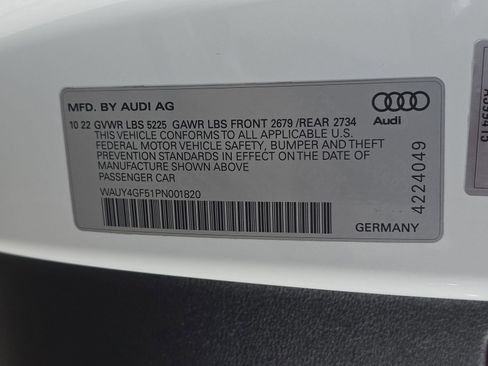 MFD. BY AUDI AG
10 22 GVWR LBS 5225 GAWR LBS FRONT 2679 /REAR 2734
THIS VEHICLE CONFORMS TO ALL APPLICABLE U.S.
FEDERAL MOTOR VEHICLE SAFETY, BUMPER AND THEFT
PREVENTION STANDARDS IN EFFECT ON THE DATE OF
MANUFACTURE SHOWN ABOVE
PASSENGER CAR
WAUY4GF51PN001820
Audi
4224049
GERMANY